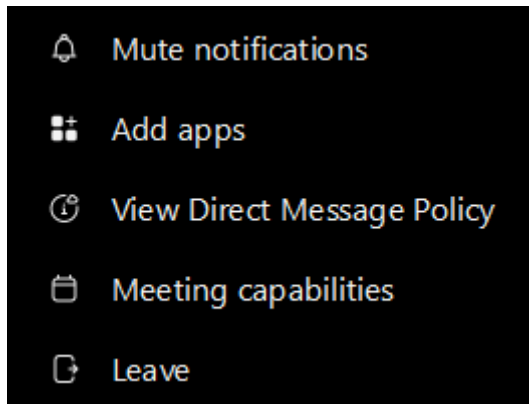 Mute notifications
Add apps
View Direct Message Policy
Meeting capabilities
Leave